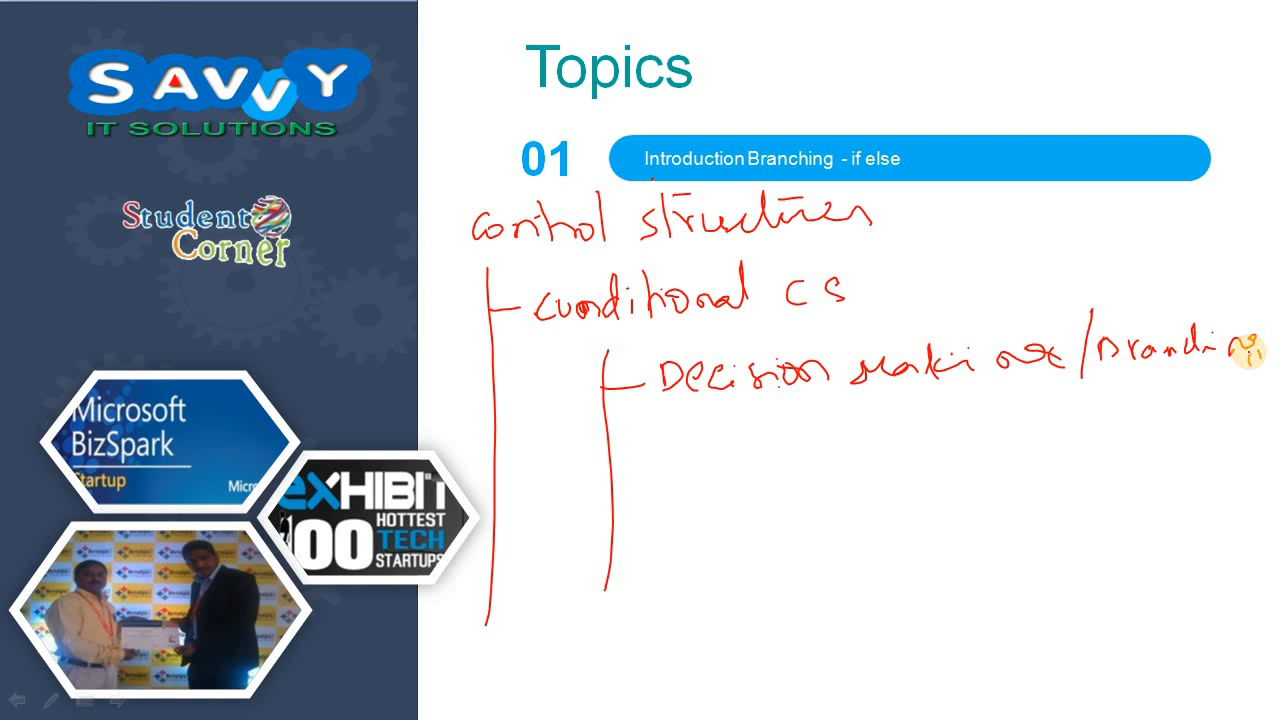 SAVVY
IT SOLUTIONS
Student
Corner
Microsoft
BizSpark
Startup
Micros
eXHIBIT
100 HOTTEST
TECH
STARTUPS
Topics
01 Introduction Branching - if else
control structures
conditional CS
Decision making /Branching